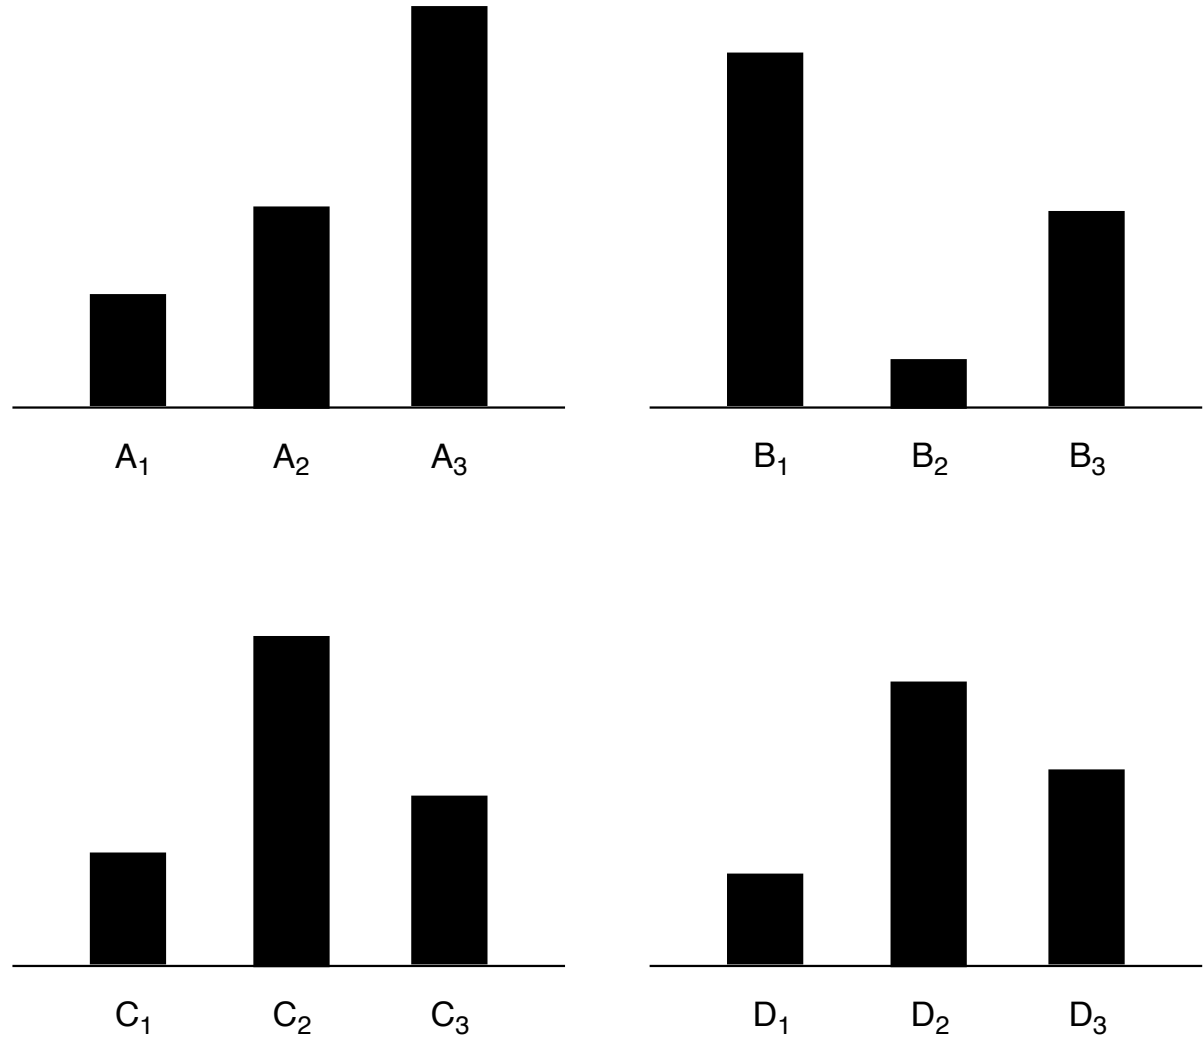 A₁ A₂ A₃
B₁ B₂ B₃
C₁ C₂ C₃
D₁ D₂ D₃